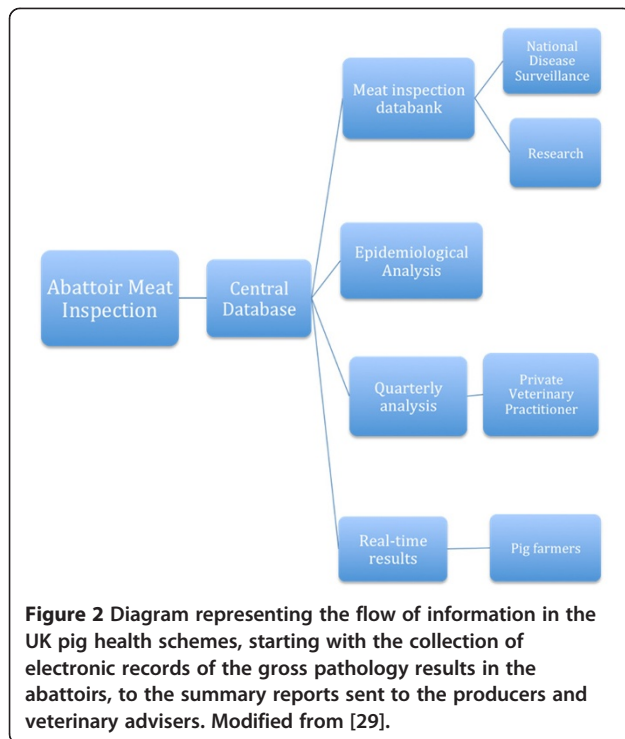 National
Disease
Surveillance
Meat inspection
databank
Research
Epidemiological
Analysis
Abattoir Meat
Inspection
Central
Database
Quarterly
analysis
Private
Veterinary
Practitioner
Real-time
results
Pig farmers
Figure 2 Diagram representing the flow of information in the
UK pig health schemes, starting with the collection of
electronic records of the gross pathology results in the
abattoirs, to the summary reports sent to the producers and
veterinary advisers. Modified from [29].